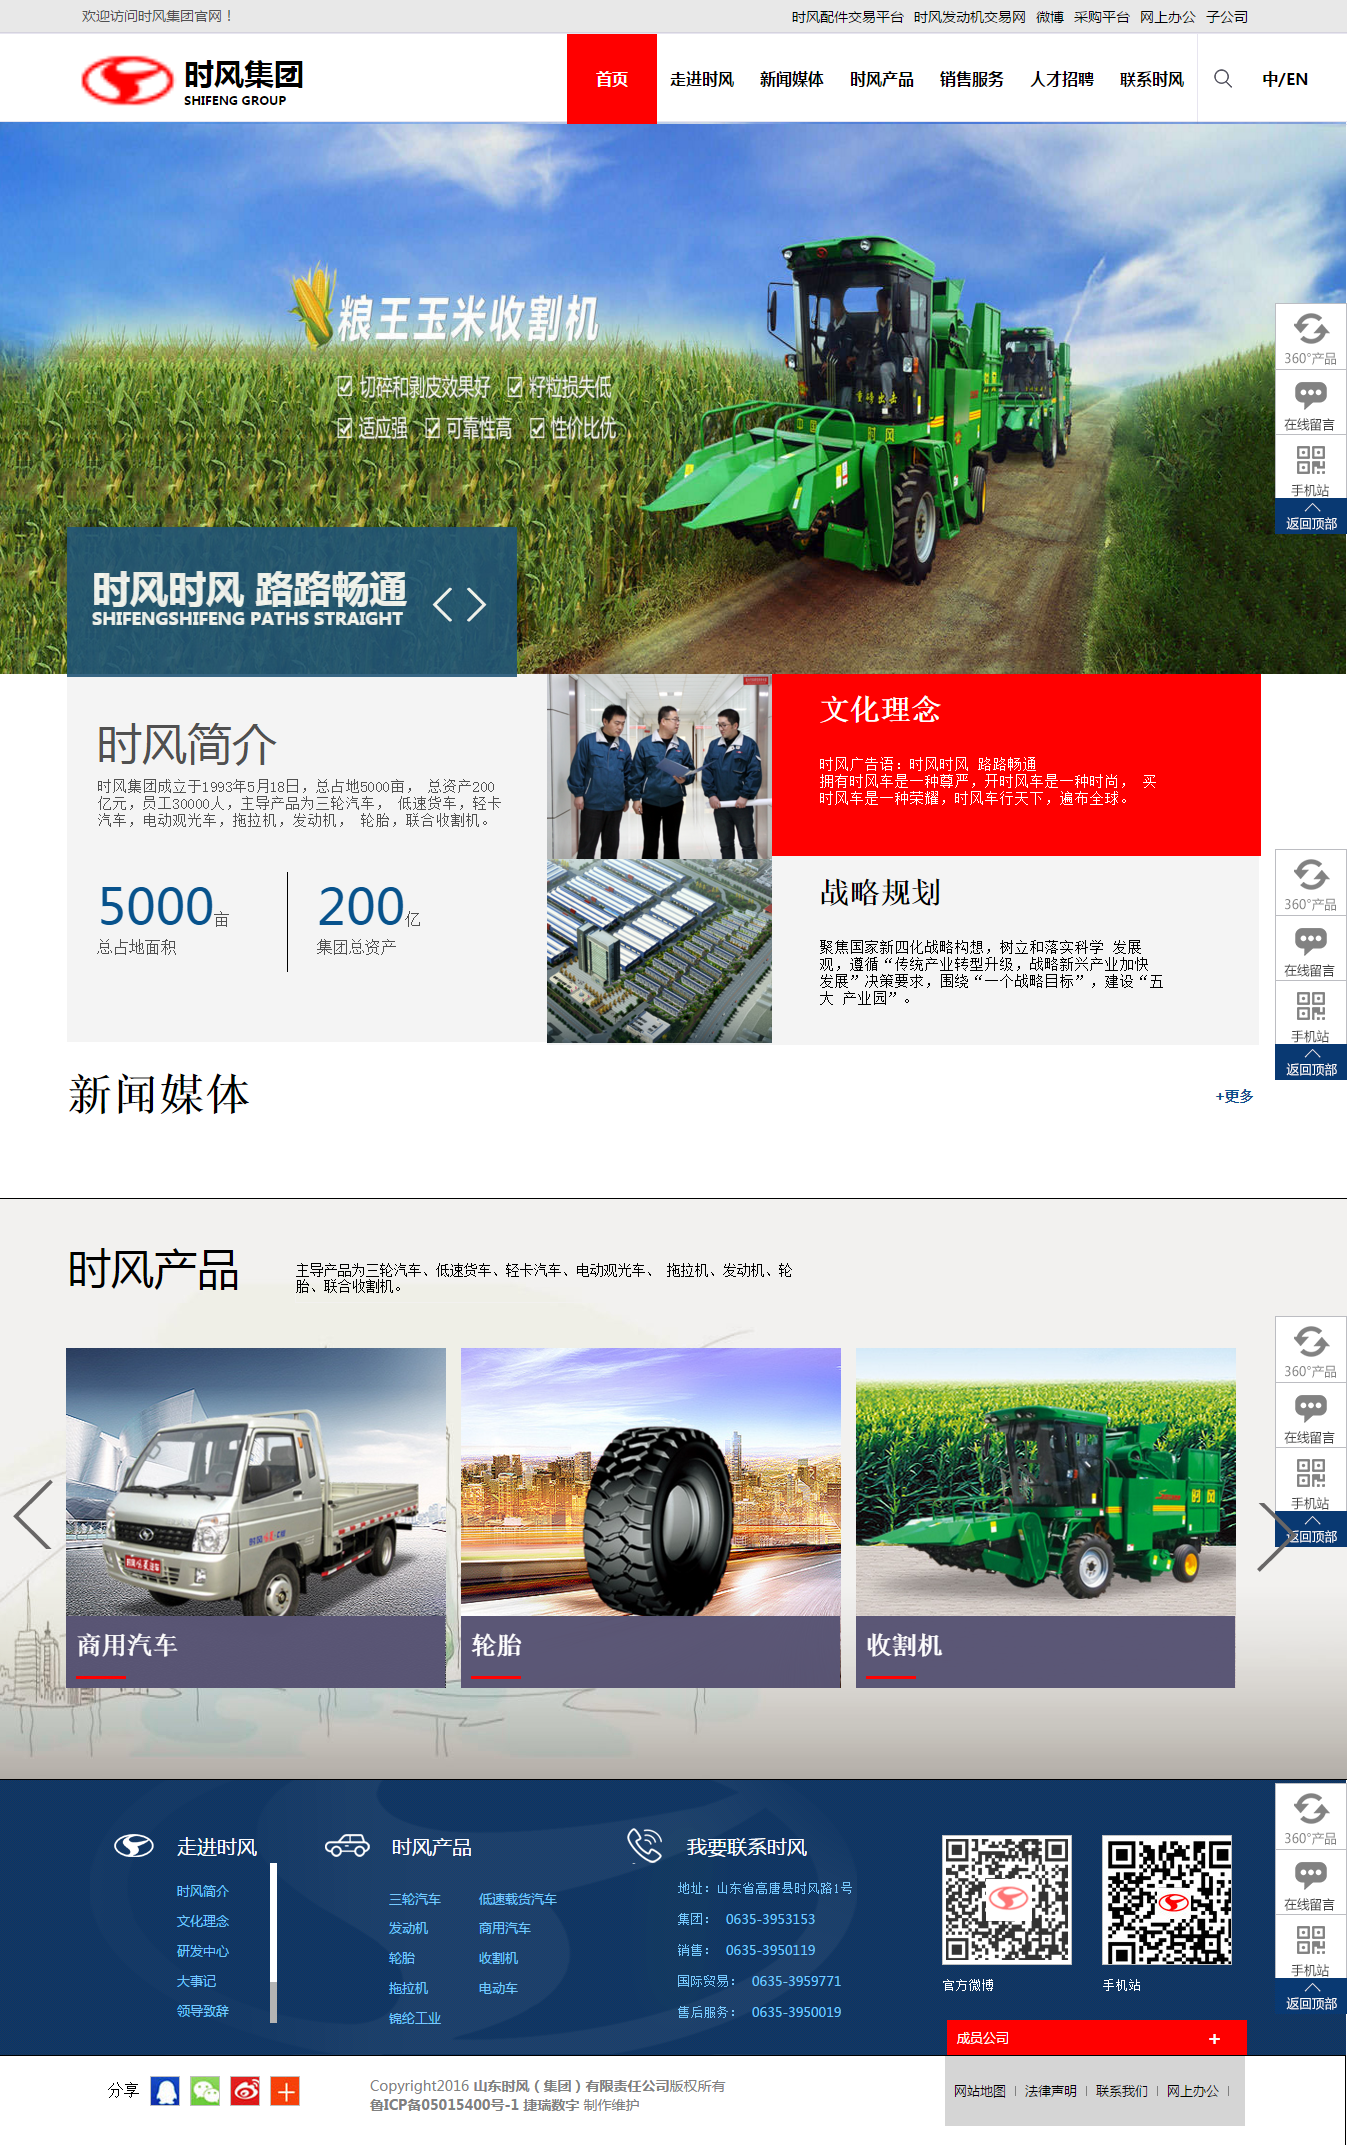 欢迎访问时风集团官网！
时风配件交易平台 时风发动机交易网 微博 采购平台 网上办公 子公司
时风集团
SHIFENG GROUP
首页 走进时风 新闻媒体 时风产品 销售服务 人才招聘 联系时风 中/EN
粮王玉米收割机
切碎和剥皮效果好 籽粒损失低
适应强 可靠性高 性价比优
重磅出击
中国 时风
360°产品
在线留言
手机站
返回顶部
时风时风 路路畅通
SHIFENGSHIFENG PATHS STRAIGHT
时风简介
时风集团成立于1993年5月18日，总占地5000亩， 总资产200
亿元，员工30000人，主导产品为三轮汽车， 低速货车，轻卡
汽车，电动观光车，拖拉机，发动机， 轮胎，联合收割机。
5000亩
总占地面积
200亿
集团总资产
文化理念
时风广告语：时风时风 路路畅通
拥有时风车是一种尊严，开时风车是一种时尚， 买
时风车是一种荣耀，时风车行天下，遍布全球。
战略规划
聚焦国家新四化战略构想，树立和落实科学 发展
观，遵循“传统产业转型升级，战略新兴产业加快
发展”决策要求，围绕“一个战略目标”，建设“五
大 产业园”。
360°产品
在线留言
手机站
返回顶部
新闻媒体
+更多
时风产品
主导产品为三轮汽车、低速货车、轻卡汽车、电动观光车、 拖拉机、发动机、轮
胎、联合收割机。
360°产品
在线留言
手机站
返回顶部
时风
商用汽车
轮胎
收割机
360°产品
在线留言
手机站
返回顶部
走进时风
时风简介
文化理念
研发中心
大事记
领导致辞
时风产品
三轮汽车 低速载货汽车
发动机 商用汽车
轮胎 收割机
拖拉机 电动车
锦纶工业
我要联系时风
地址：山东省高唐县时风路1号
集团： 0635-3953153
销售： 0635-3950119
国际贸易： 0635-3959771
售后服务： 0635-3950019
官方微博
手机站
成员公司 +
分享
Copyright2016 山东时风（集团）有限责任公司版权所有
鲁ICP备05015400号-1 捷瑞数字 制作维护
网站地图 | 法律声明 | 联系我们 | 网上办公 |